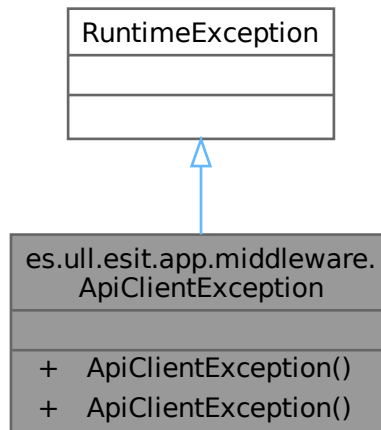 RuntimeException
es.ull.esit.app.middleware.
ApiClientException
+ ApiClientException()
+ ApiClientException()